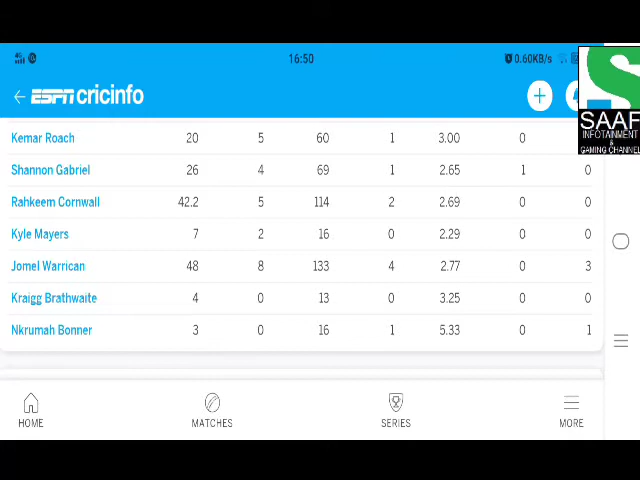 4G 16:50 0.60KB/s
ESPN cricinfo
Kemar Roach 20 5 60 1 3.00 0
Shannon Gabriel 26 4 69 1 2.65 1 0
Rahkeem Cornwall 42.2 5 114 2 2.69 0 0
Kyle Mayers 7 2 16 0 2.29 0 0
Jomel Warrican 48 8 133 4 2.77 0 3
Kraigg Brathwaite 4 0 13 0 3.25 0 0
Nkrumah Bonner 3 0 16 1 5.33 0 1
HOME MATCHES SERIES MORE
S
SAAF
INFOTAINMENT
&
GAMING CHANNEL